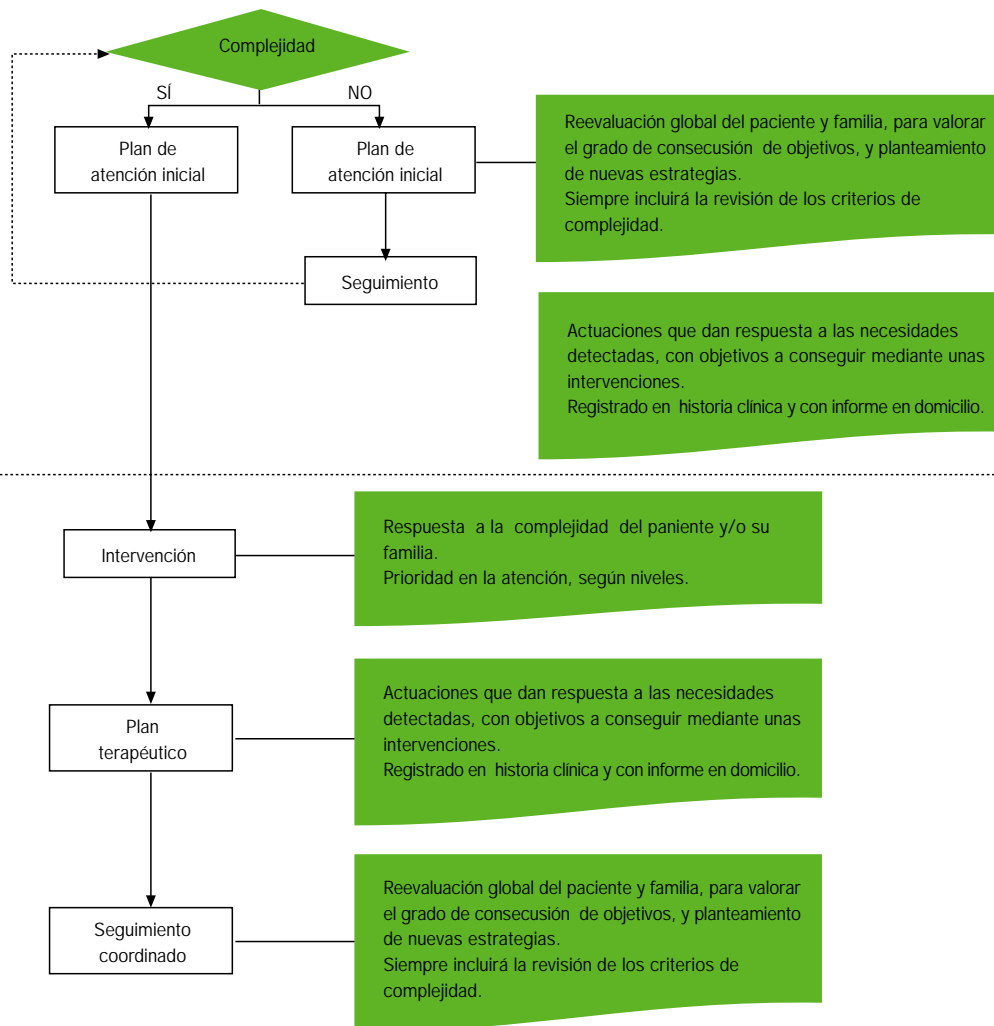 Complejidad
SÍ
NO
Plan de
atención inicial
Plan de
atención inicial
Reevaluación global del paciente y familia, para valorar
el grado de consecusión de objetivos, y planteamiento
de nuevas estrategias.
Siempre incluirá la revisión de los criterios de
complejidad.
Seguimiento
Actuaciones que dan respuesta a las necesidades
detectadas, con objetivos a conseguir mediante unas
intervenciones.
Registrado en historia clínica y con informe en domicilio.
Intervención
Respuesta a la complejidad del paniente y/o su
familia.
Prioridad en la atención, según niveles.
Plan
terapéutico
Actuaciones que dan respuesta a las necesidades
detectadas, con objetivos a conseguir mediante unas
intervenciones.
Registrado en historia clínica y con informe en domicilio.
Seguimiento
coordinado
Reevaluación global del paciente y familia, para valorar
el grado de consecusión de objetivos, y planteamiento
de nuevas estrategias.
Siempre incluirá la revisión de los criterios de
complejidad.